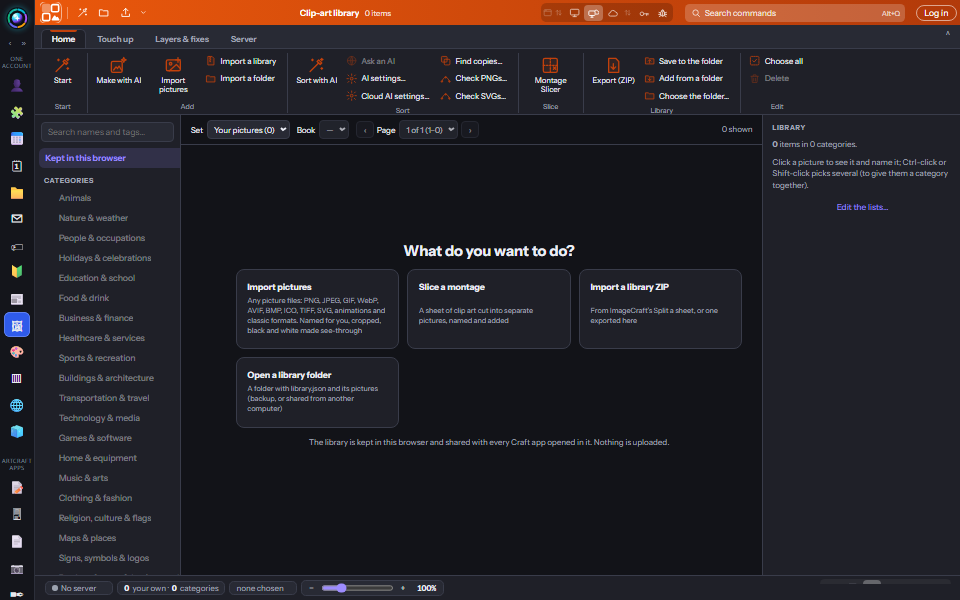 Clip-art library 0 items
Search commands Alt+Q
Log in
Home Touch up Layers & fixes Server
Start
Make with AI
Import pictures
Import a library
Import a folder
Sort with AI
Ask an AI
AI settings...
Cloud AI settings...
Find copies...
Check PNGs...
Check SVGs...
Montage Slicer
Export (ZIP)
Save to the folder
Add from a folder
Choose the folder...
Choose all
Delete
Start Add Sort Slice Library Edit
ONE ACCOUNT
ARTCRAFT APPS
Search names and tags...
Kept in this browser
CATEGORIES
Animals
Nature & weather
People & occupations
Holidays & celebrations
Education & school
Food & drink
Business & finance
Healthcare & services
Sports & recreation
Buildings & architecture
Transportation & travel
Technology & media
Games & software
Home & equipment
Music & arts
Clothing & fashion
Religion, culture & flags
Maps & places
Signs, symbols & logos
Set Your pictures (0) Book — ‹ Page 1 of 1 (1-0) › 0 shown
What do you want to do?
Import pictures
Any picture files: PNG, JPEG, GIF, WebP,
AVIF, BMP, ICO, TIFF, SVG, animations and
classic formats. Named for you, cropped,
black and white made see-through
Slice a montage
A sheet of clip art cut into separate
pictures, named and added
Import a library ZIP
From ImageCraft's Split a sheet, or one
exported here
Open a library folder
A folder with library.json and its pictures
(backup, or shared from another
computer)
The library is kept in this browser and shared with every Craft app opened in it. Nothing is uploaded.
LIBRARY
0 items in 0 categories.
Click a picture to see it and name it; Ctrl-click or
Shift-click picks several (to give them a category
together).
Edit the lists...
No server
0 your own · 0 categories
none chosen
− + 100%